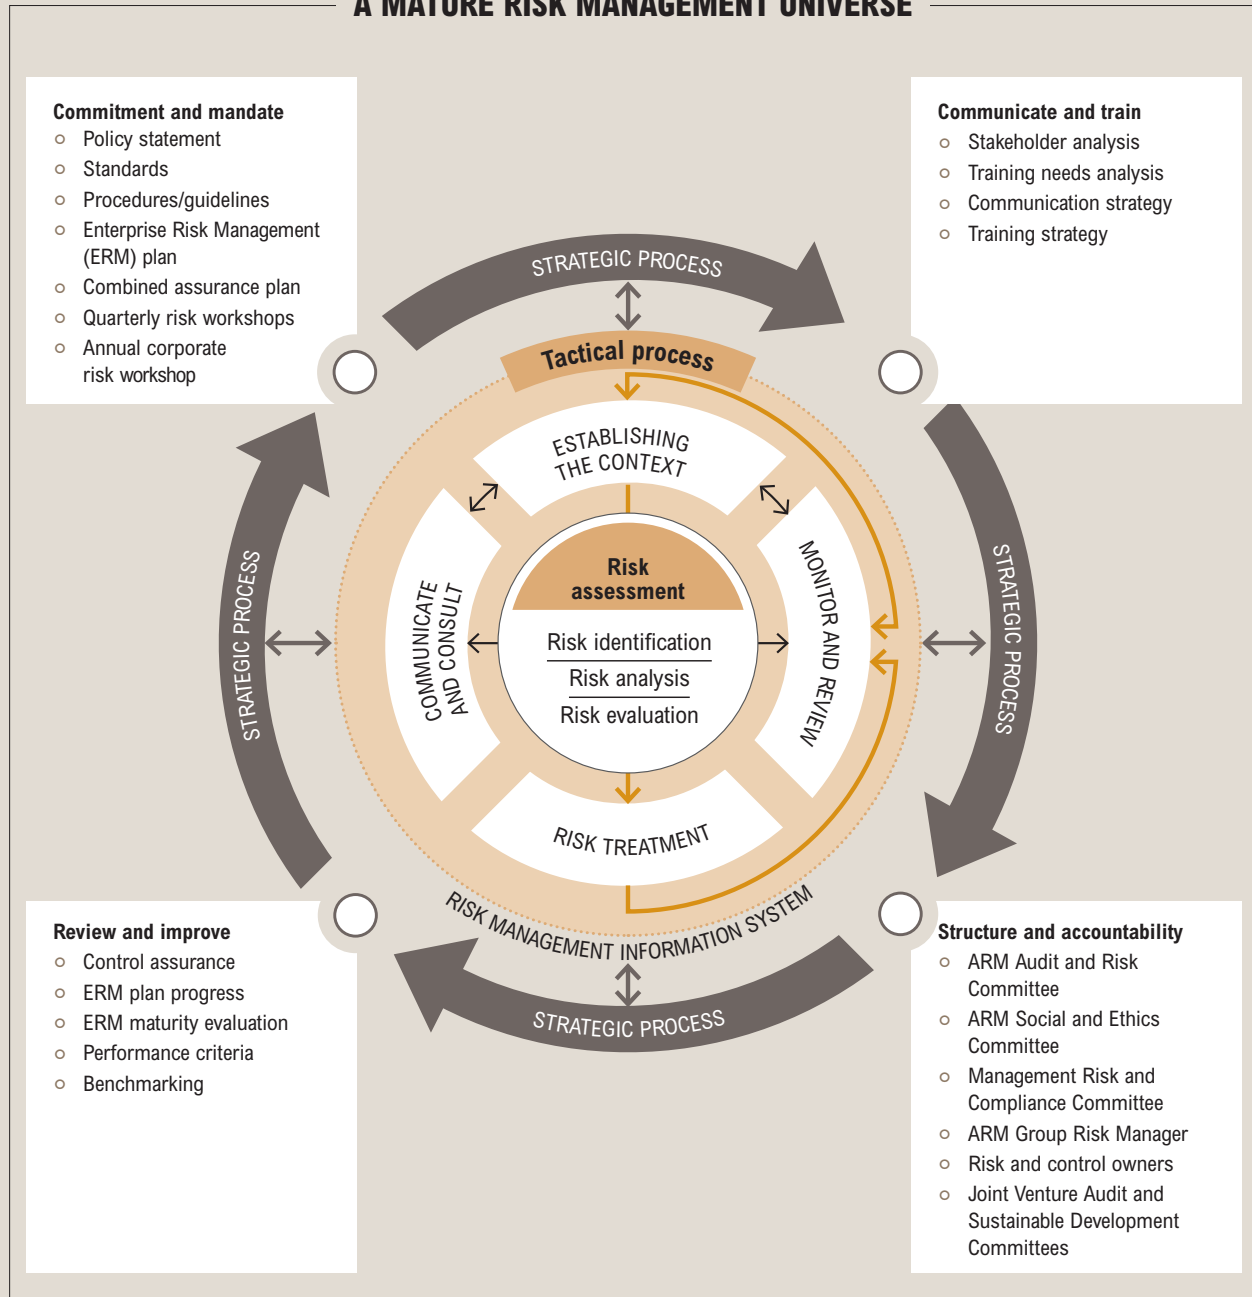 A MATURE RISK MANAGEMENT UNIVERSE
Commitment and mandate
Policy statement
Standards
Procedures/guidelines
Enterprise Risk Management
(ERM) plan
Combined assurance plan
Quarterly risk workshops
Annual corporate
risk workshop
Communicate and train
Stakeholder analysis
Training needs analysis
Communication strategy
Training strategy
STRATEGIC PROCESS
Tactical process
ESTABLISHING
THE CONTEXT
STRATEGIC PROCESS
COMMUNICATE
AND CONSULT
Risk
assessment
Risk identification
Risk analysis
Risk evaluation
MONITOR AND REVIEW
STRATEGIC PROCESS
RISK TREATMENT
RISK MANAGEMENT INFORMATION SYSTEM
STRATEGIC PROCESS
Review and improve
Control assurance
ERM plan progress
ERM maturity evaluation
Performance criteria
Benchmarking
Structure and accountability
ARM Audit and Risk
Committee
ARM Social and Ethics
Committee
Management Risk and
Compliance Committee
ARM Group Risk Manager
Risk and control owners
Joint Venture Audit and
Sustainable Development
Committees